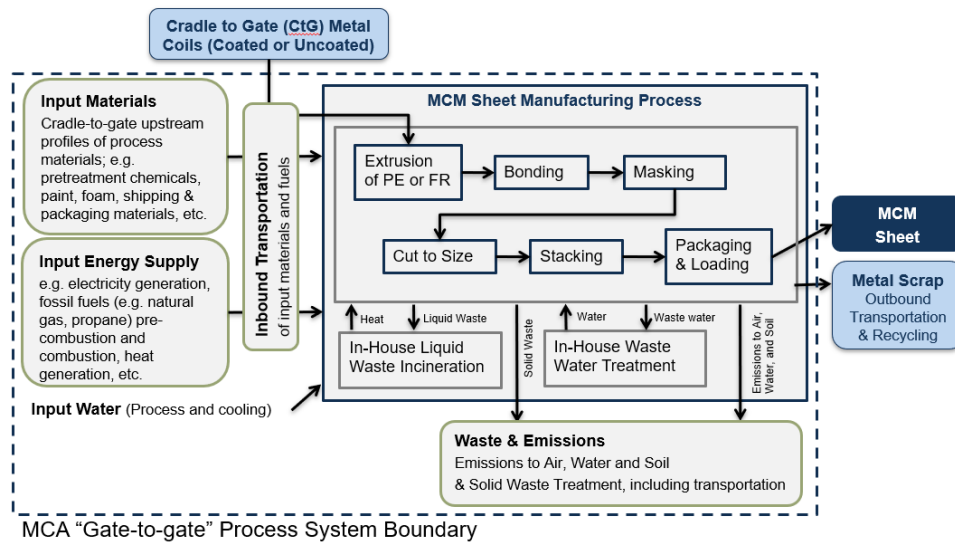 Cradle to Gate (CtG) Metal
Coils (Coated or Uncoated)
Input Materials
Cradle-to-gate upstream
profiles of process
materials; e.g.
pretreatment chemicals,
paint, foam, shipping &
packaging materials, etc.
Input Energy Supply
e.g. electricity generation,
fossil fuels (e.g. natural
gas, propane) pre-
combustion and
combustion, heat
generation, etc.
Input Water (Process and cooling)
Inbound Transportation
of input materials and fuels
MCM Sheet Manufacturing Process
Extrusion
of PE or FR
Bonding
Masking
Cut to Size
Stacking
Packaging
& Loading
Heat
Liquid Waste
Solid Waste
Water
Waste water
Emissions to Air,
Water, and Soil
In-House Liquid
Waste Incineration
In-House Waste
Water Treatment
MCM
Sheet
Metal Scrap
Outbound
Transportation
& Recycling
Waste & Emissions
Emissions to Air, Water and Soil
& Solid Waste Treatment, including transportation
MCA “Gate-to-gate” Process System Boundary